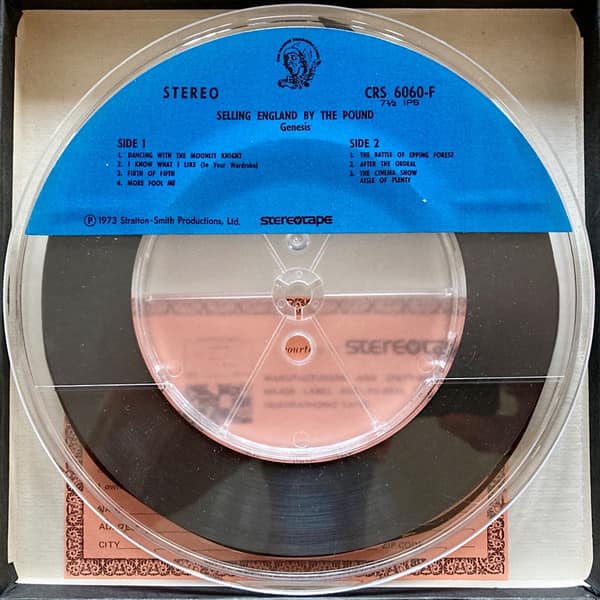 STEREO
CRS 6060-F
7½ IPS
SELLING ENGLAND BY THE POUND
Genesis
SIDE 1
1. DANCING WITH THE MOONLIT KNIGHT
2. I KNOW WHAT I LIKE (In Your Wardrobe)
3. FIRTH OF FIFTH
4. MORE FOOL ME
SIDE 2
1. THE BATTLE OF EPPING FOREST
2. AFTER THE ORDEAL
3. THE CINEMA SHOW
AISLE OF PLENTY
Ⓟ 1973 Stratton-Smith Productions, Ltd.
stereotape
stereotape
CITY
ZIP CODE